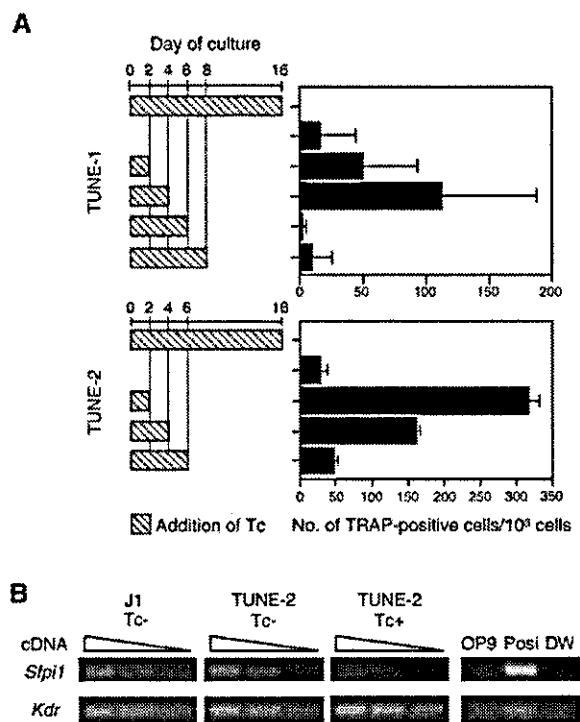 A
Day of culture
0 2 4 6 8 16
TUNE-1
0 50 100 150 200
0 2 4 6 16
TUNE-2
0 50 100 150 200 250 300 350
Addition of Tc
No. of TRAP-positive cells/10³ cells
B
J1 TUNE-2 TUNE-2
Tc- Tc- Tc+
cDNA OP9 Posi DW
Sfpi1
Kdr